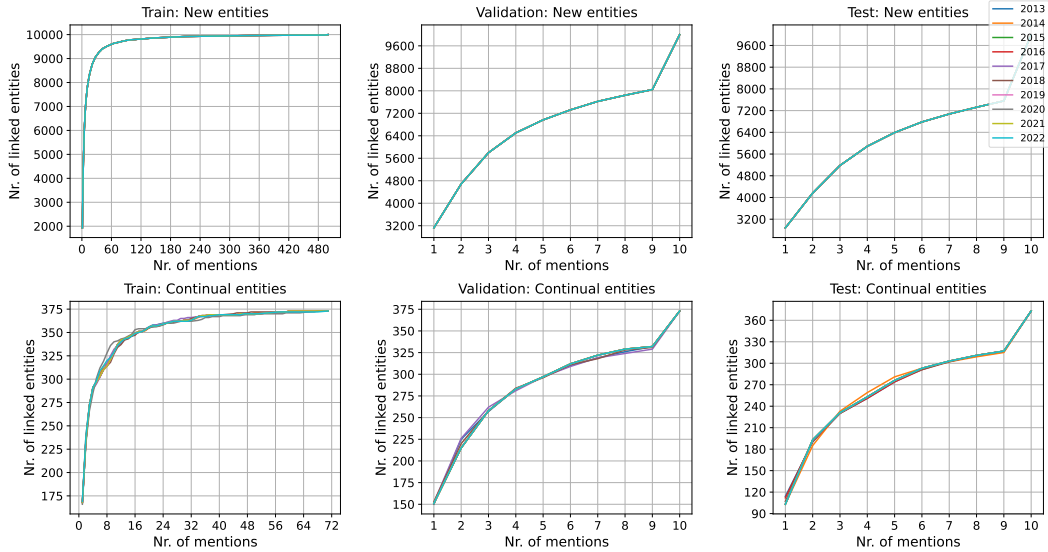 Train: New entities
Nr. of linked entities
10000
9000
8000
7000
6000
5000
4000
3000
2000
0 60 120 180 240 300 360 420 480
Nr. of mentions
Validation: New entities
Nr. of linked entities
9600
8800
8000
7200
6400
5600
4800
4000
3200
1 2 3 4 5 6 7 8 9 10
Nr. of mentions
Test: New entities
Nr. of linked entities
9600
8800
8000
7200
6400
5600
4800
4000
3200
1 2 3 4 5 6 7 8 9 10
Nr. of mentions
2013
2014
2015
2016
2017
2018
2019
2020
2021
2022
Train: Continual entities
Nr. of linked entities
375
350
325
300
275
250
225
200
175
0 8 16 24 32 40 48 56 64 72
Nr. of mentions
Validation: Continual entities
Nr. of linked entities
375
350
325
300
275
250
225
200
175
150
1 2 3 4 5 6 7 8 9 10
Nr. of mentions
Test: Continual entities
Nr. of linked entities
360
330
300
270
240
210
180
150
120
90
1 2 3 4 5 6 7 8 9 10
Nr. of mentions